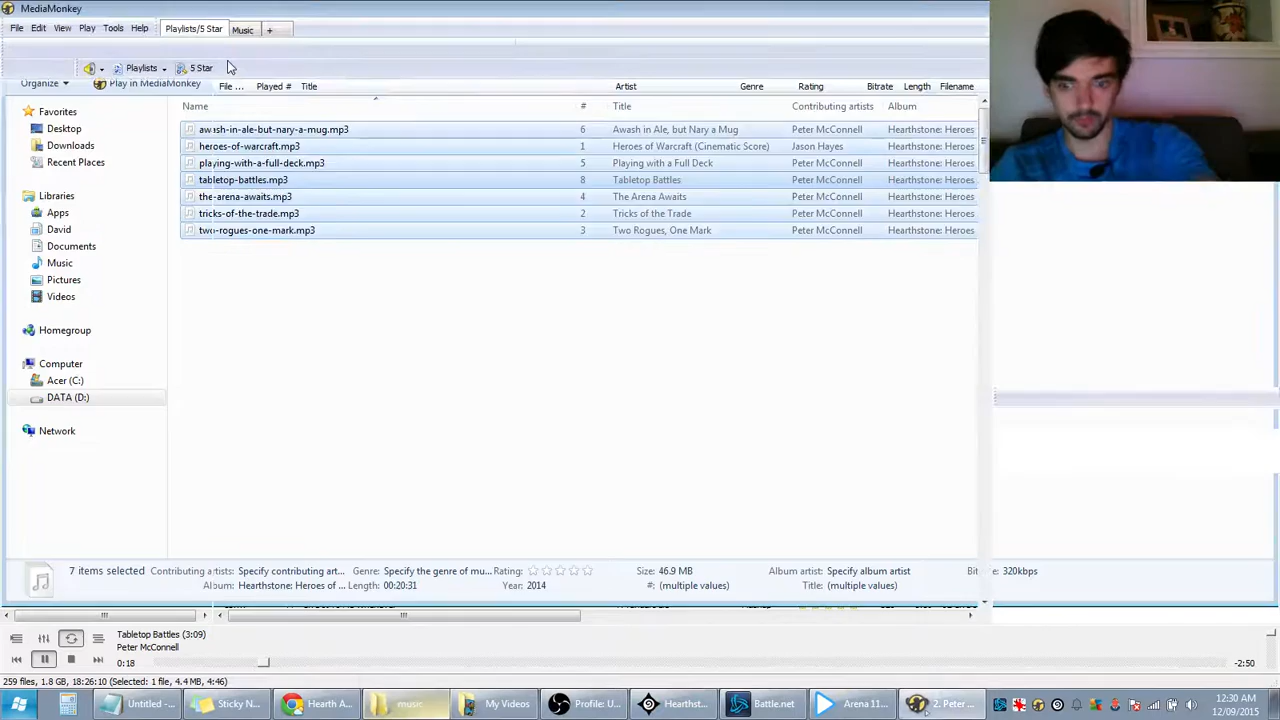 MediaMonkey
File Edit View Play Tools Help Playlists/5 Star Music +
Playlists 5 Star
Organize Play in MediaMonkey File ... Played # Title Artist Genre Rating Bitrate Length Filename
Name # Title Contributing artists Album
Favorites
Desktop
Downloads
Recent Places
Libraries
Apps
David
Documents
Music
Pictures
Videos
Homegroup
Computer
Acer (C:)
DATA (D:)
Network
awash-in-ale-but-nary-a-mug.mp3 6 Awash in Ale, but Nary a Mug Peter McConnell Hearthstone: Heroes
heroes-of-warcraft.mp3 1 Heroes of Warcraft (Cinematic Score) Jason Hayes Hearthstone: Heroes
playing-with-a-full-deck.mp3 5 Playing with a Full Deck Peter McConnell Hearthstone: Heroes
tabletop-battles.mp3 8 Tabletop Battles Peter McConnell Hearthstone: Heroes
the-arena-awaits.mp3 4 The Arena Awaits Peter McConnell Hearthstone: Heroes
tricks-of-the-trade.mp3 2 Tricks of the Trade Peter McConnell Hearthstone: Heroes
two-rogues-one-mark.mp3 3 Two Rogues, One Mark Peter McConnell Hearthstone: Heroes
7 items selected Contributing artists: Specify contributing art... Genre: Specify the genre of mu... Rating: Size: 46.9 MB Album artist: Specify album artist 320kbps
Album: Hearthstone: Heroes of ... Length: 00:20:31 Year: 2014 #: (multiple values) Title: (multiple values)
Tabletop Battles (3:09)
Peter McConnell
0:18 -2:50
259 files, 1.8 GB, 18:26:10 (Selected: 1 file, 4.4 MB, 4:46)
Untitled -... Sticky N... Hearth A... music My Videos Profile: U... Hearthst... Battle.net Arena 11... 2. Peter ...
12:30 AM
12/09/2015